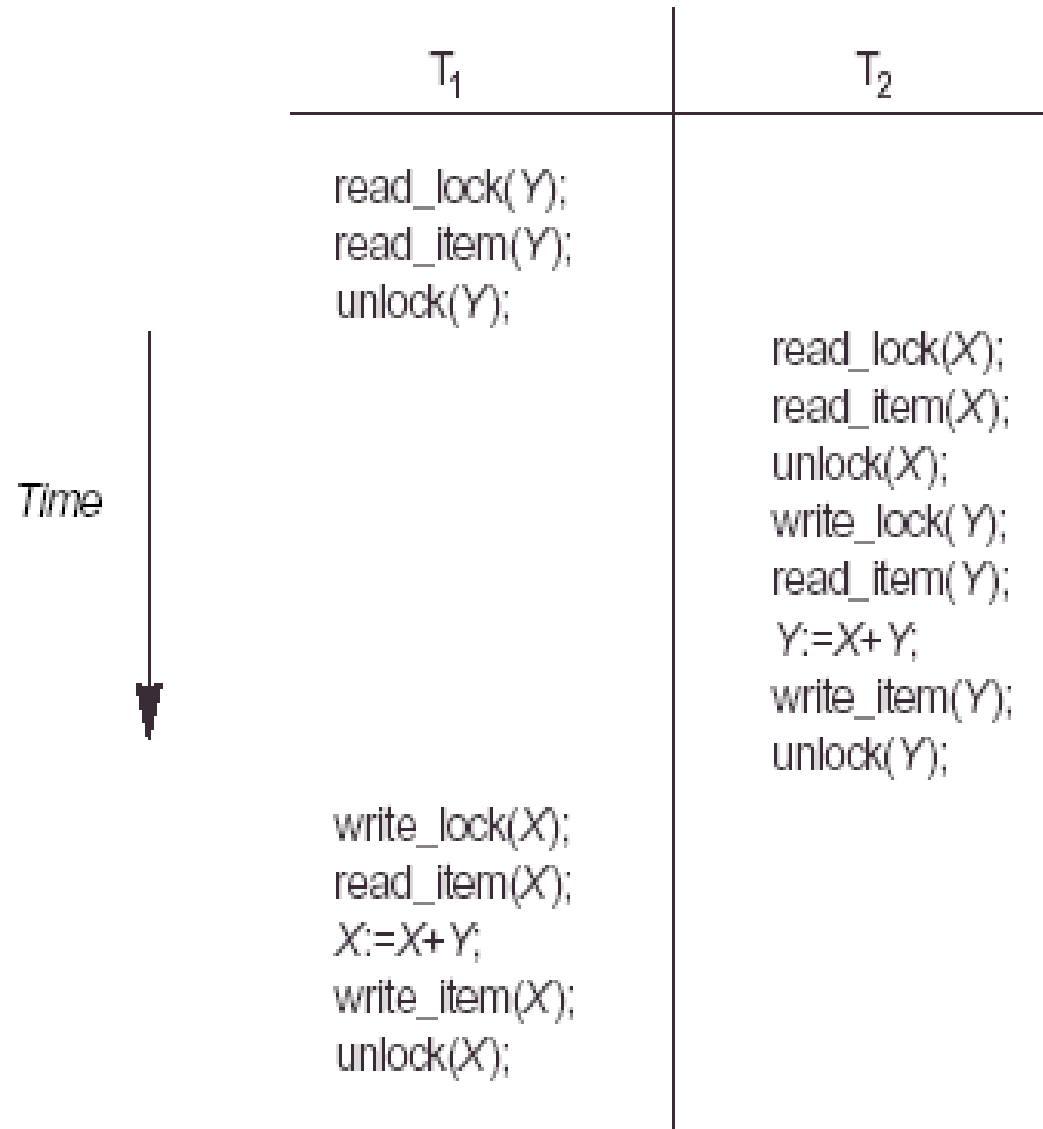 T1 T2
read_lock(Y);
read_item(Y);
unlock(Y);
read_lock(X);
read_item(X);
unlock(X);
Time
write_lock(Y);
read_item(Y);
Y:=X+Y;
write_item(Y);
unlock(Y);
write_lock(X);
read_item(X);
X:=X+Y;
write_item(X);
unlock(X);